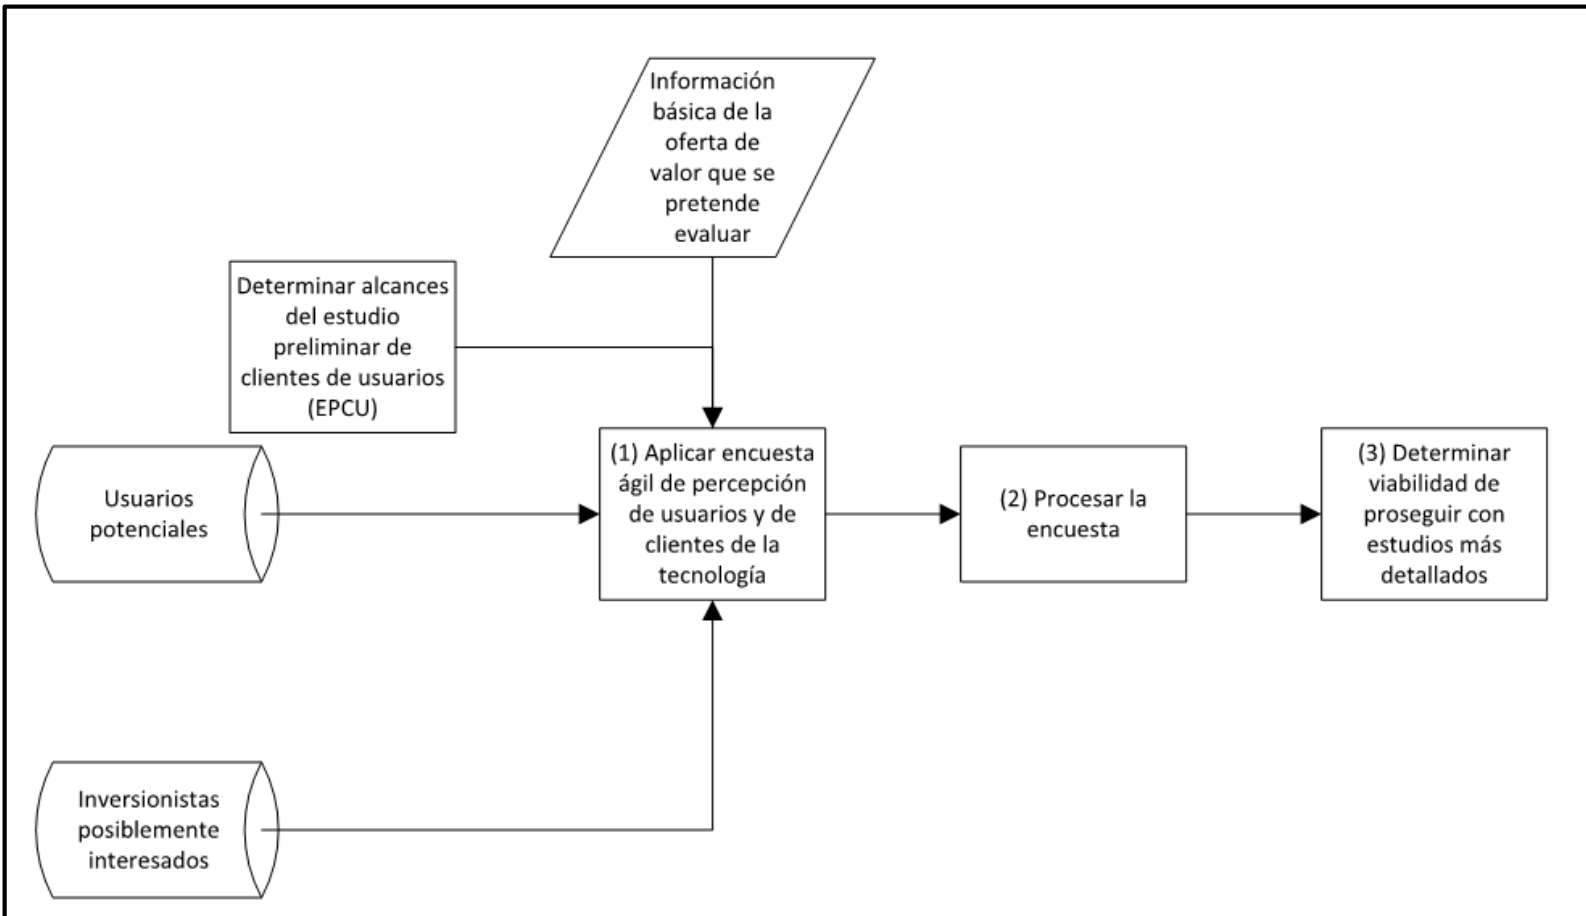 Información
básica de la
oferta de
valor que se
pretende
evaluar
Determinar alcances
del estudio
preliminar de
clientes de usuarios
(EPCU)
Usuarios
potenciales
(1) Aplicar encuesta
ágil de percepción
de usuarios y de
clientes de la
tecnología
(2) Procesar la
encuesta
(3) Determinar
viabilidad de
proseguir con
estudios más
detallados
Inversionistas
posiblemente
interesados